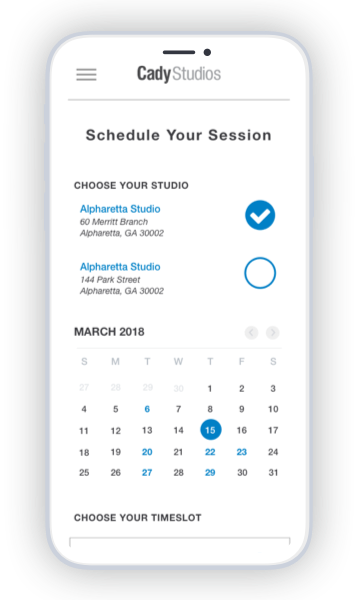 CadyStudios
Schedule Your Session
CHOOSE YOUR STUDIO
Alpharetta Studio
60 Merritt Branch
Alpharetta, GA 30002
Alpharetta Studio
144 Park Street
Alpharetta, GA 30002
MARCH 2018
S M T W T F S
27 28 29 30 1 2 3
4 5 6 7 8 9 10
11 12 13 14 15 16 17
18 19 20 21 22 23 24
25 26 27 28 29 30 31
CHOOSE YOUR TIMESLOT